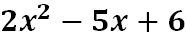 2x² − 5x + 6